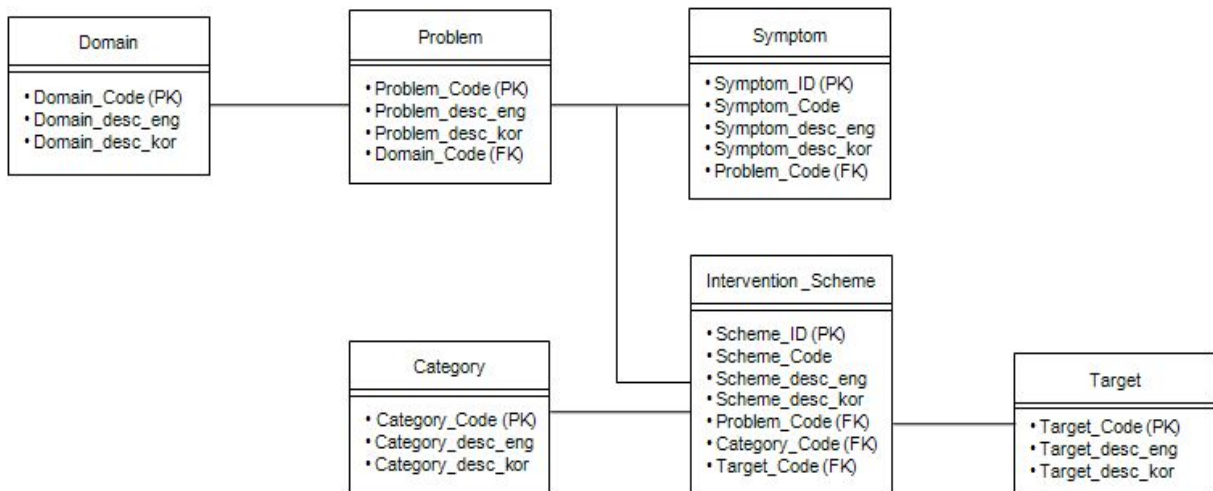 Domain
• Domain_Code (PK)
• Domain_desc_eng
• Domain_desc_kor
Problem
• Problem_Code (PK)
• Problem_desc_eng
• Problem_desc_kor
• Domain_Code (FK)
Symptom
• Symptom_ID (PK)
• Symptom_Code
• Symptom_desc_eng
• Symptom_desc_kor
• Problem_Code (FK)
Category
• Category_Code (PK)
• Category_desc_eng
• Category_desc_kor
Intervention _Scheme
• Scheme_ID (PK)
• Scheme_Code
• Scheme_desc_eng
• Scheme_desc_kor
• Problem_Code (FK)
• Category_Code (FK)
• Target_Code (FK)
Target
• Target_Code (PK)
• Target_desc_eng
• Target_desc_kor